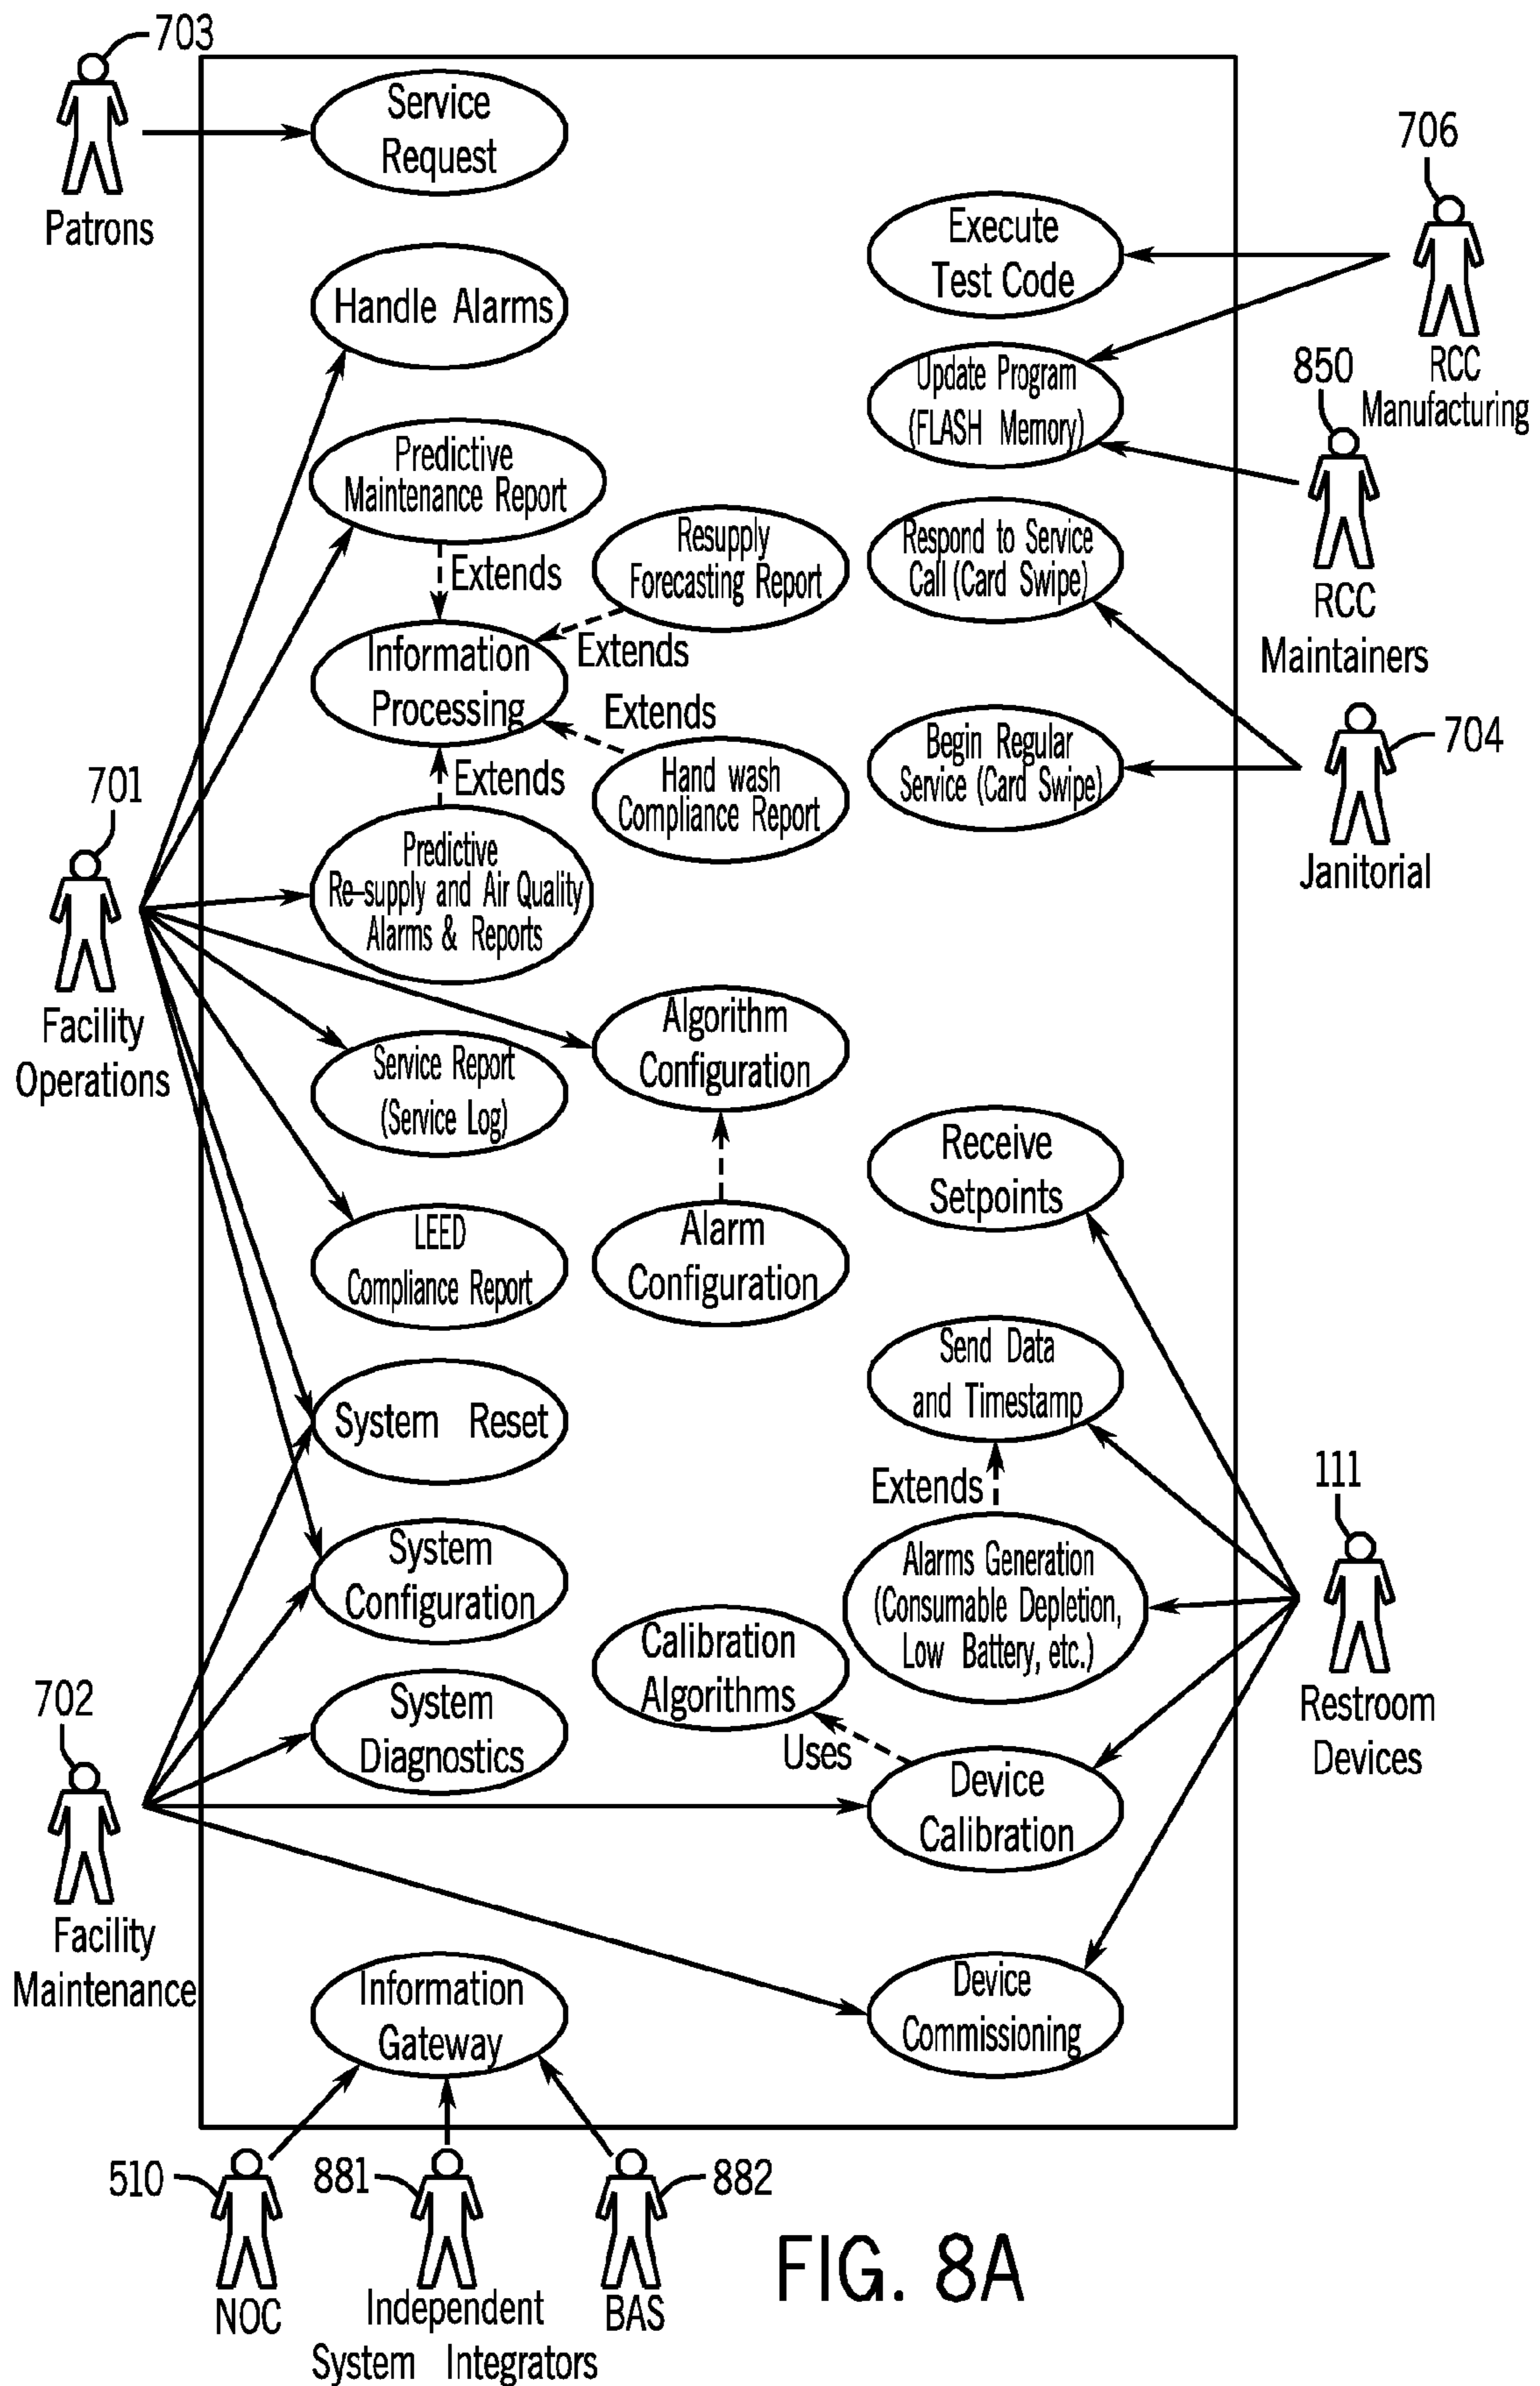 703
Patrons
Service
Request
Handle Alarms
Predictive
Maintenance Report
Extends
Resupply
Forecasting Report
Extends
Information
Processing
Extends
Hand wash
Compliance Report
Extends
Predictive
Re-supply and Air Quality
Alarms & Reports
701
Facility
Operations
Algorithm
Configuration
Service Report
(Service Log)
Alarm
Configuration
LEED
Compliance Report
System Reset
System
Configuration
System
Diagnostics
702
Facility
Maintenance
Information
Gateway
706
RCC
Manufacturing
Execute
Test Code
Update Program
(FLASH Memory)
850
RCC
Maintainers
Respond to Service
Call (Card Swipe)
Begin Regular
Service (Card Swipe)
704
Janitorial
Receive
Setpoints
Send Data
and Timestamp
Extends
Alarms Generation
(Consumable Depletion,
Low Battery, etc.)
111
Restroom
Devices
Calibration
Algorithms
Uses
Device
Calibration
Device
Commissioning
510
NOC
881
Independent
System Integrators
882
BAS
FIG. 8A